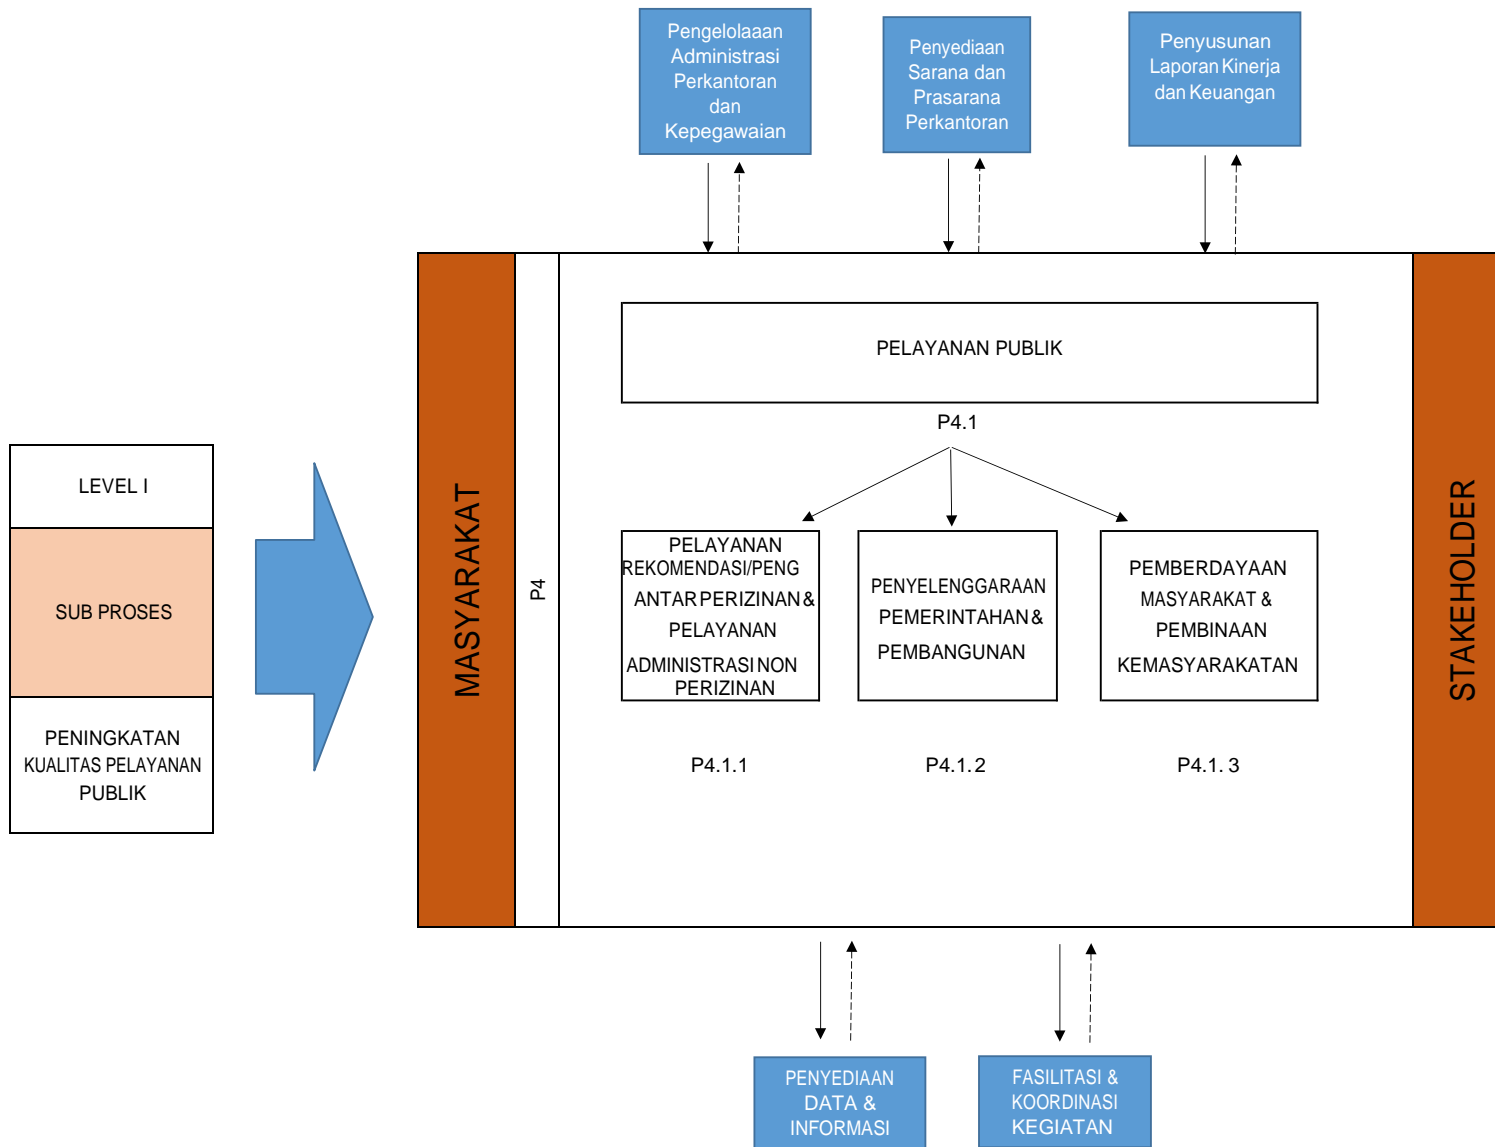 Pengelolaaan
Administrasi
Perkantoran
dan
Kepegawaian
Penyediaan
Sarana dan
Prasarana
Perkantoran
Penyusunan
Laporan Kinerja
dan Keuangan
LEVEL I
SUB PROSES
PENINGKATAN
KUALITAS PELAYANAN
PUBLIK
MASYARAKAT
P4
PELAYANAN PUBLIK
P4.1
PELAYANAN
REKOMENDASI/PENG
ANTAR PERIZINAN &
PELAYANAN
ADMINISTRASI NON
PERIZINAN
PENYELENGGARAAN
PEMERINTAHAN &
PEMBANGUNAN
PEMBERDAYAAN
MASYARAKAT &
PEMBINAAN
KEMASYARAKATAN
P4.1.1
P4.1.2
P4.1. 3
STAKEHOLDER
PENYEDIAAN
DATA &
INFORMASI
FASILITASI &
KOORDINASI
KEGIATAN